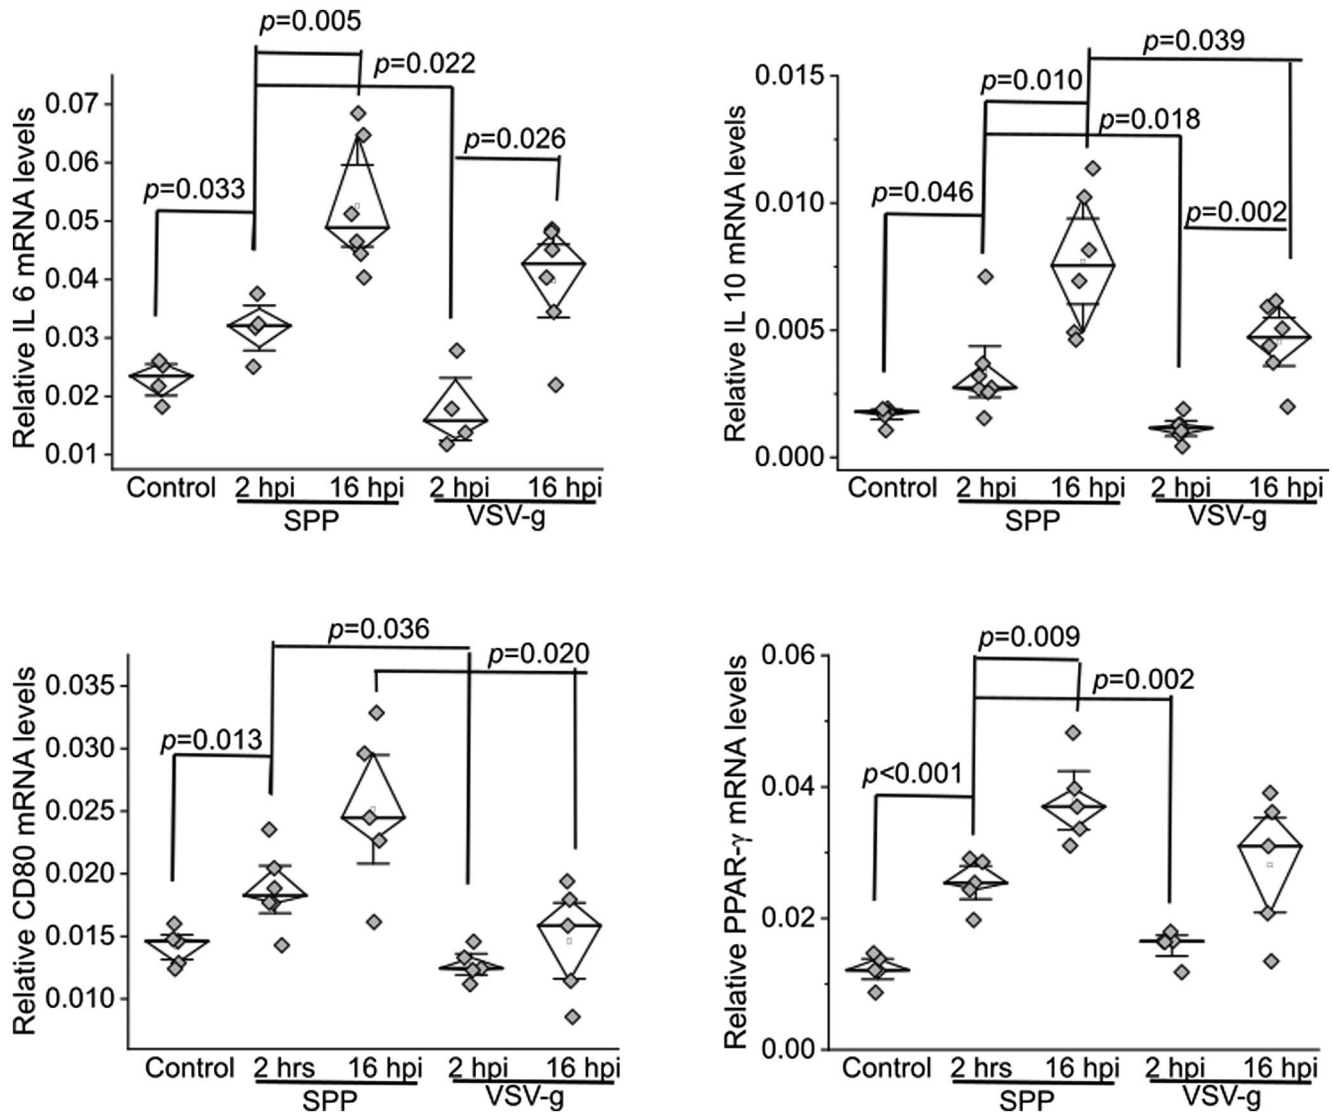 p=0.005
p=0.022
p=0.026
p=0.033
Relative IL 6 mRNA levels
0.07
0.06
0.05
0.04
0.03
0.02
0.01
Control 2 hpi 16 hpi 2 hpi 16 hpi
SPP VSV-g
p=0.039
p=0.010
p=0.018
p=0.046
p=0.002
Relative IL 10 mRNA levels
0.015
0.010
0.005
0.000
Control 2 hpi 16 hpi 2 hpi 16 hpi
SPP VSV-g
p=0.036
p=0.020
p=0.013
Relative CD80 mRNA levels
0.035
0.030
0.025
0.020
0.015
0.010
Control 2 hrs 16 hpi 2 hpi 16 hpi
SPP VSV-g
p=0.009
p=0.002
p<0.001
Relative PPAR-γ mRNA levels
0.06
0.04
0.02
0.00
Control 2 hrs 16 hpi 2 hpi 16 hpi
SPP VSV-g